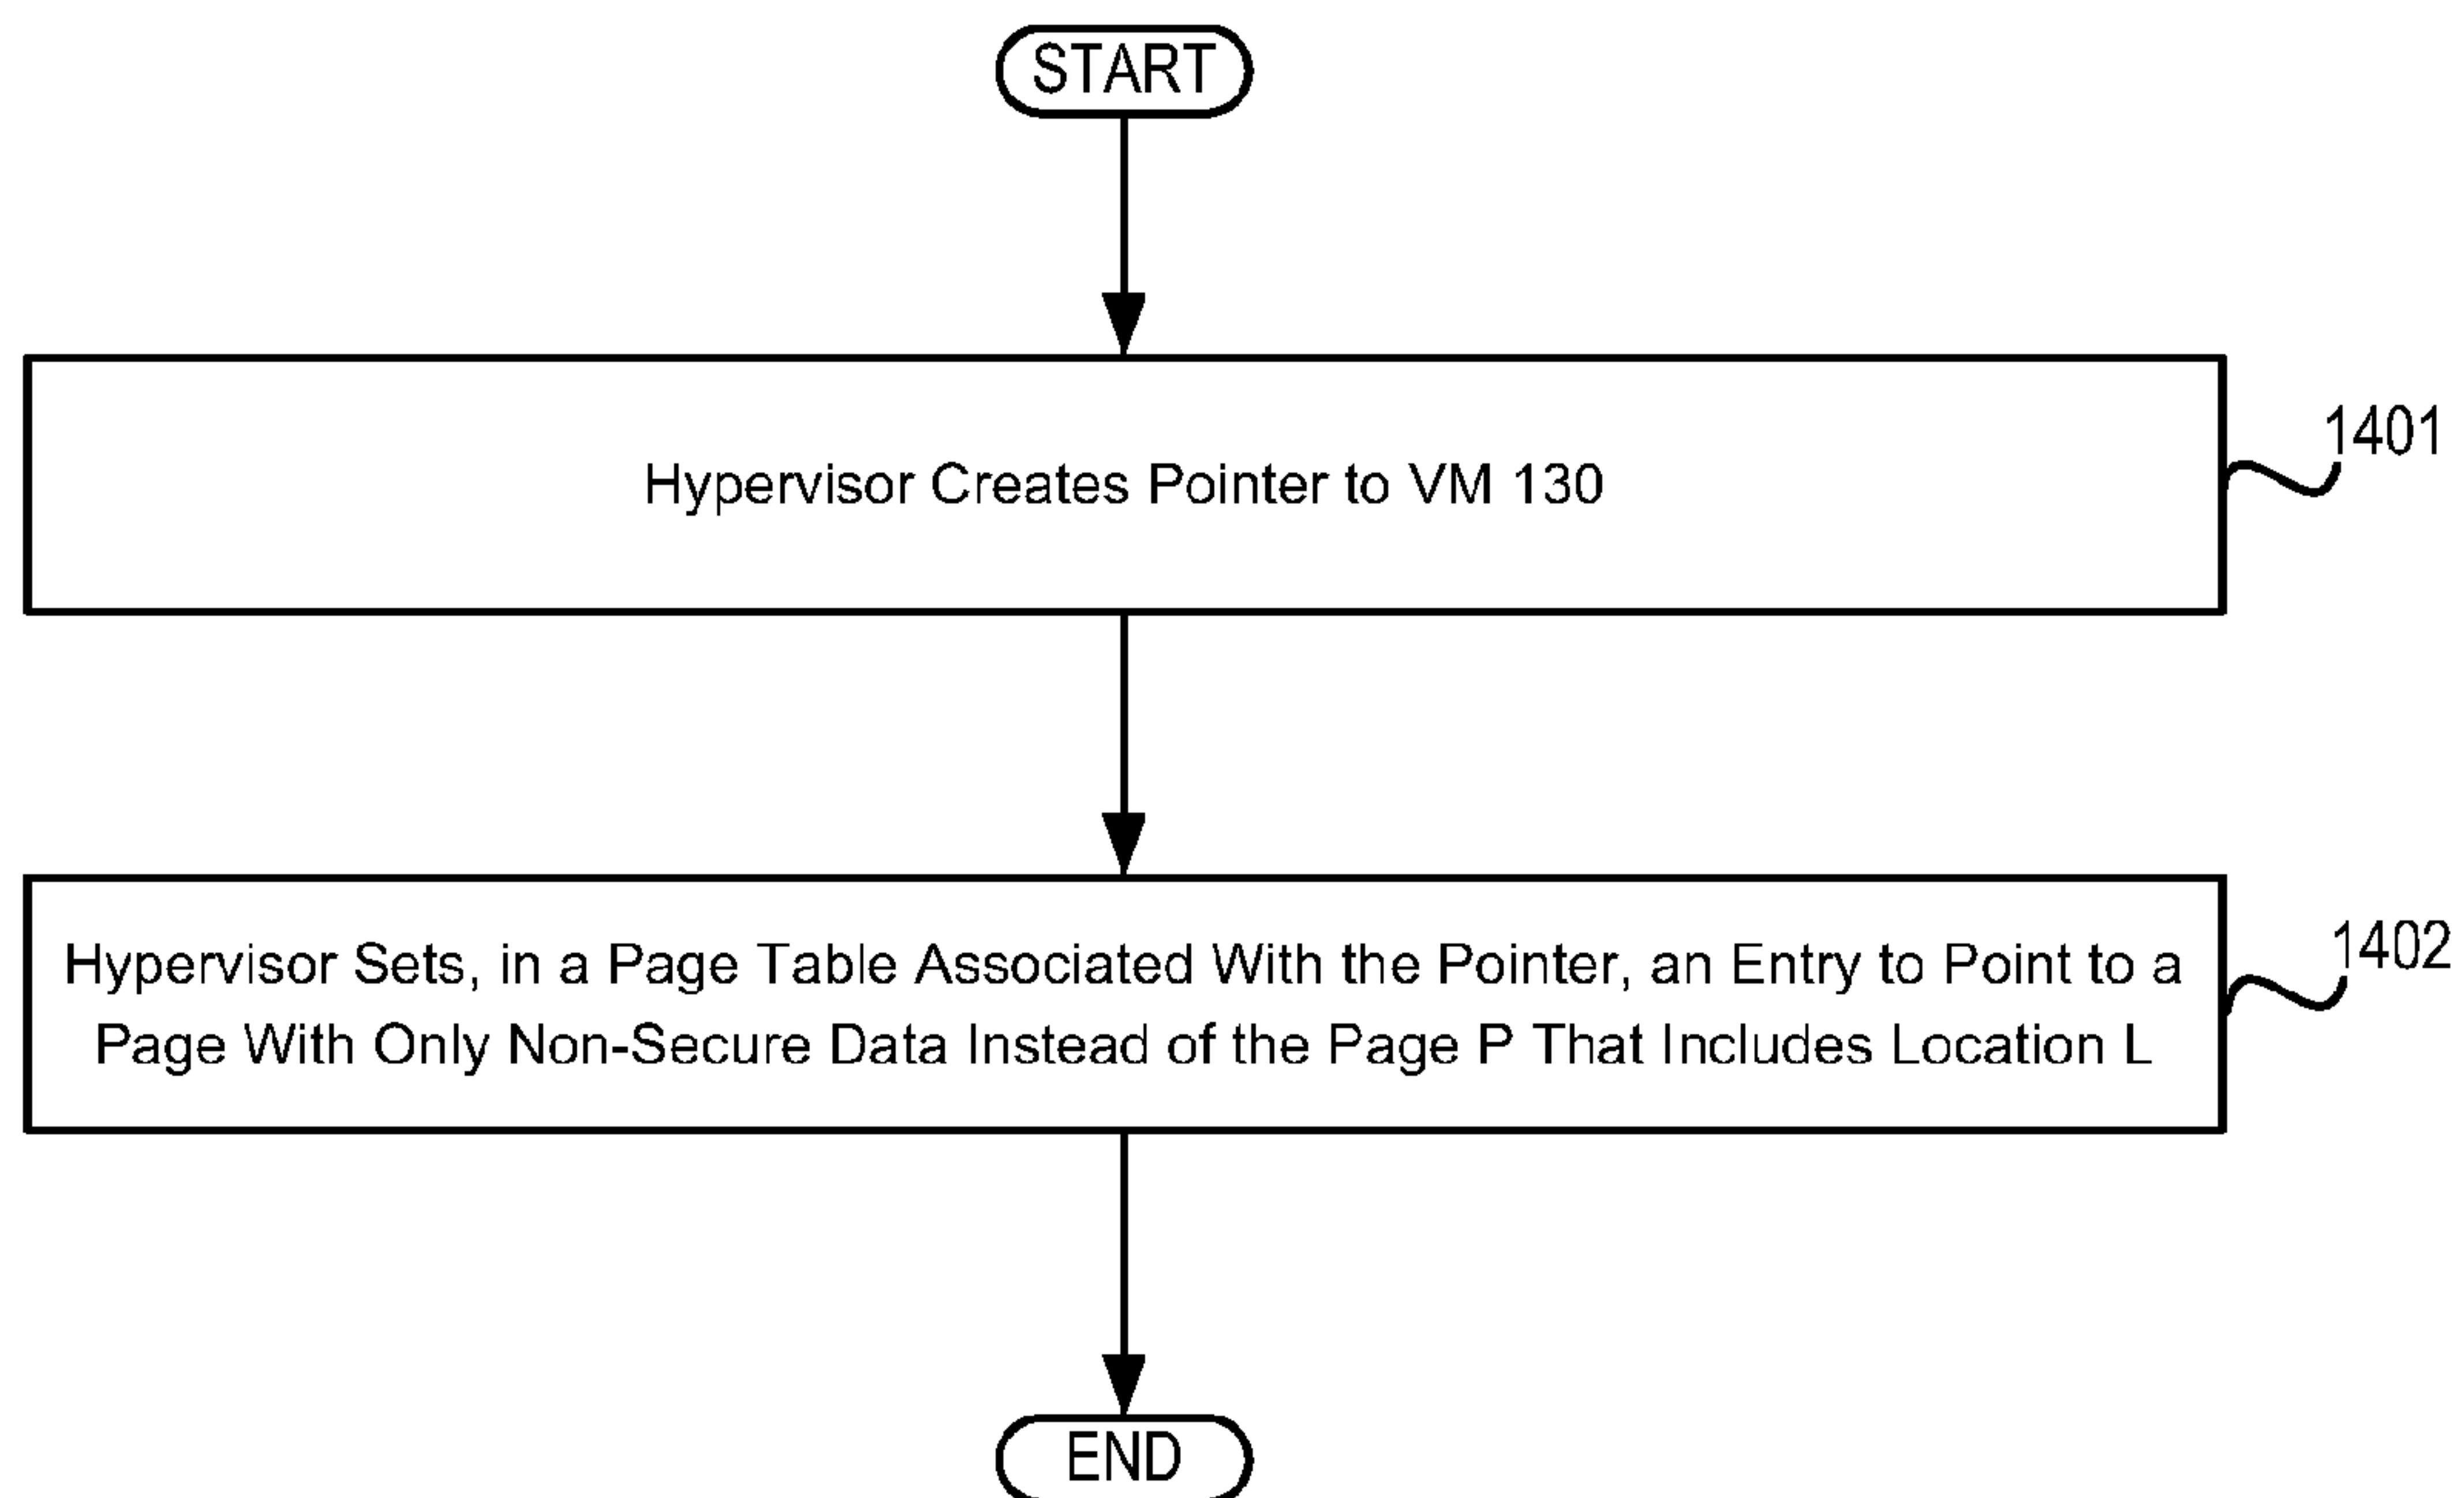 START
Hypervisor Creates Pointer to VM 130
1401
Hypervisor Sets, in a Page Table Associated With the Pointer, an Entry to Point to a
Page With Only Non-Secure Data Instead of the Page P That Includes Location L
1402
END